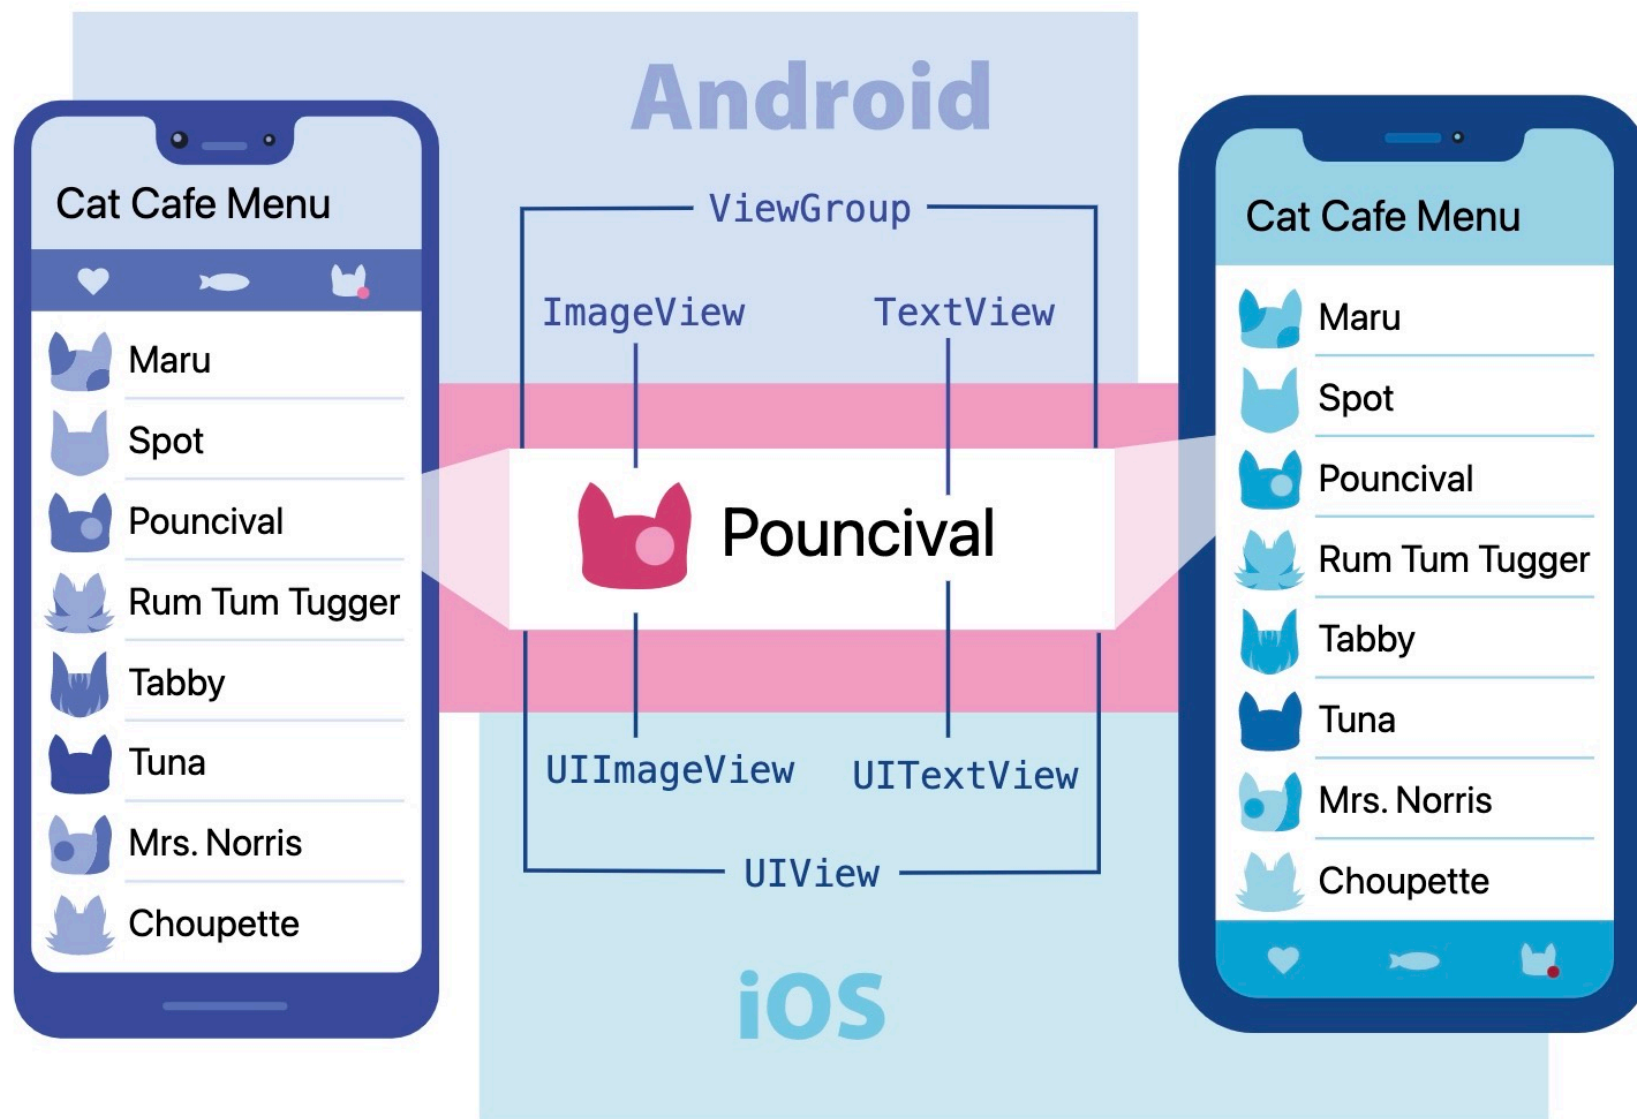 Android
Cat Cafe Menu
Maru
Spot
Pouncival
Rum Tum Tugger
Tabby
Tuna
Mrs. Norris
Choupette
ViewGroup
ImageView TextView
Pouncival
UIImageView UITextView
UIView
iOS
Cat Cafe Menu
Maru
Spot
Pouncival
Rum Tum Tugger
Tabby
Tuna
Mrs. Norris
Choupette